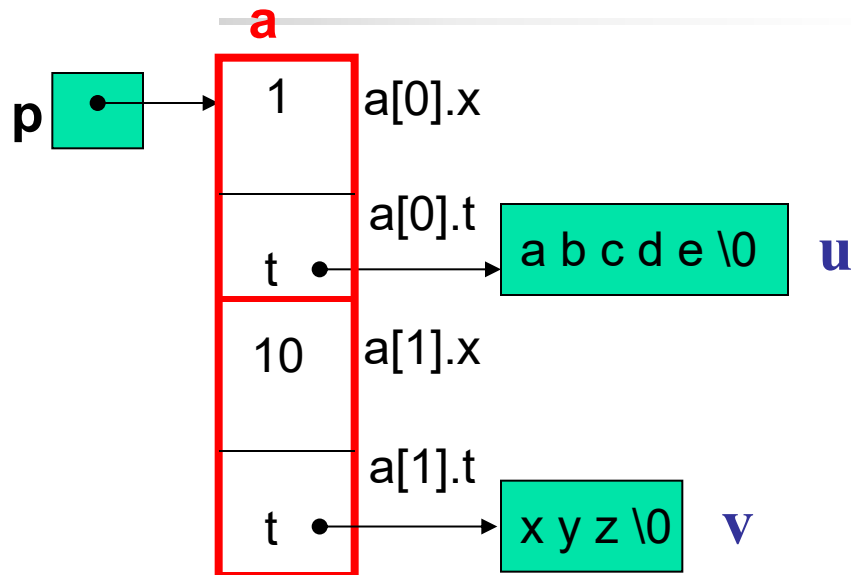 a
p
1
a[0].x
a[0].t
t
a b c d e \0
u
10
a[1].x
a[1].t
t
x y z \0
v